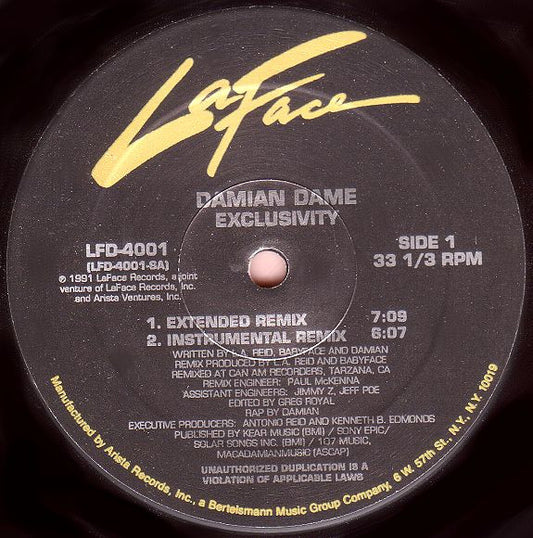 LaFace
DAMIAN DAME
EXCLUSIVITY
LFD-4001
(LFD-4001-SA)
℗ 1991 LaFace Records, a joint
venture of LaFace Records, Inc.
and Arista Ventures, Inc.
SIDE 1
33 1/3 RPM
1. EXTENDED REMIX 7:09
2. INSTRUMENTAL REMIX 6:07
WRITTEN BY L.A. REID, BABYFACE AND DAMIAN
REMIX PRODUCED BY L.A. REID AND BABYFACE
REMIXED AT CAN AM RECORDERS, TARZANA, CA
REMIX ENGINEER: PAUL McKENNA
ASSISTANT ENGINEERS: JIMMY Z, JEFF POE
EDITED BY GREG ROYAL
RAP BY DAMIAN
EXECUTIVE PRODUCERS: ANTONIO REID AND KENNETH B. EDMONDS
PUBLISHED BY KEAR MUSIC (BMI) / SONY EPIC/
SOLAR SONGS INC. (BMI) / 107 MUSIC,
MAGADAMIANMUSIC (ASCAP)
UNAUTHORIZED DUPLICATION IS A
VIOLATION OF APPLICABLE LAWS
Manufactured by Arista Records, Inc., a Bertelsmann Music Group Company, 6 W. 57th St., N.Y. N.Y. 10019